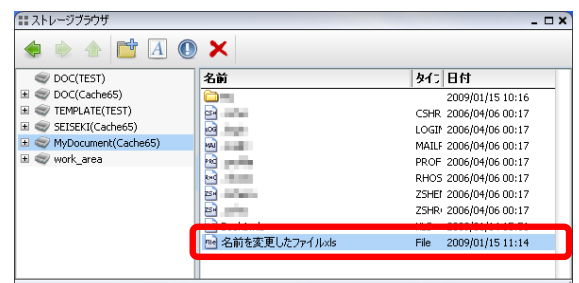 ストレージブラウザ
DOC(TEST)
DOC(Cache65)
TEMPLATE(TEST)
SEISEKI(Cache65)
MyDocument(Cache65)
work_area
名前 タイ 日付
2009/01/15 10:16
CSHR 2006/04/06 00:17
LOGIN 2006/04/06 00:17
MAILF 2006/04/06 00:17
PROF 2006/04/06 00:17
RHOS 2006/04/06 00:17
ZSHEN 2006/04/06 00:17
ZSHR 2006/04/06 00:17
名前を変更したファイルxls File 2009/01/15 11:14